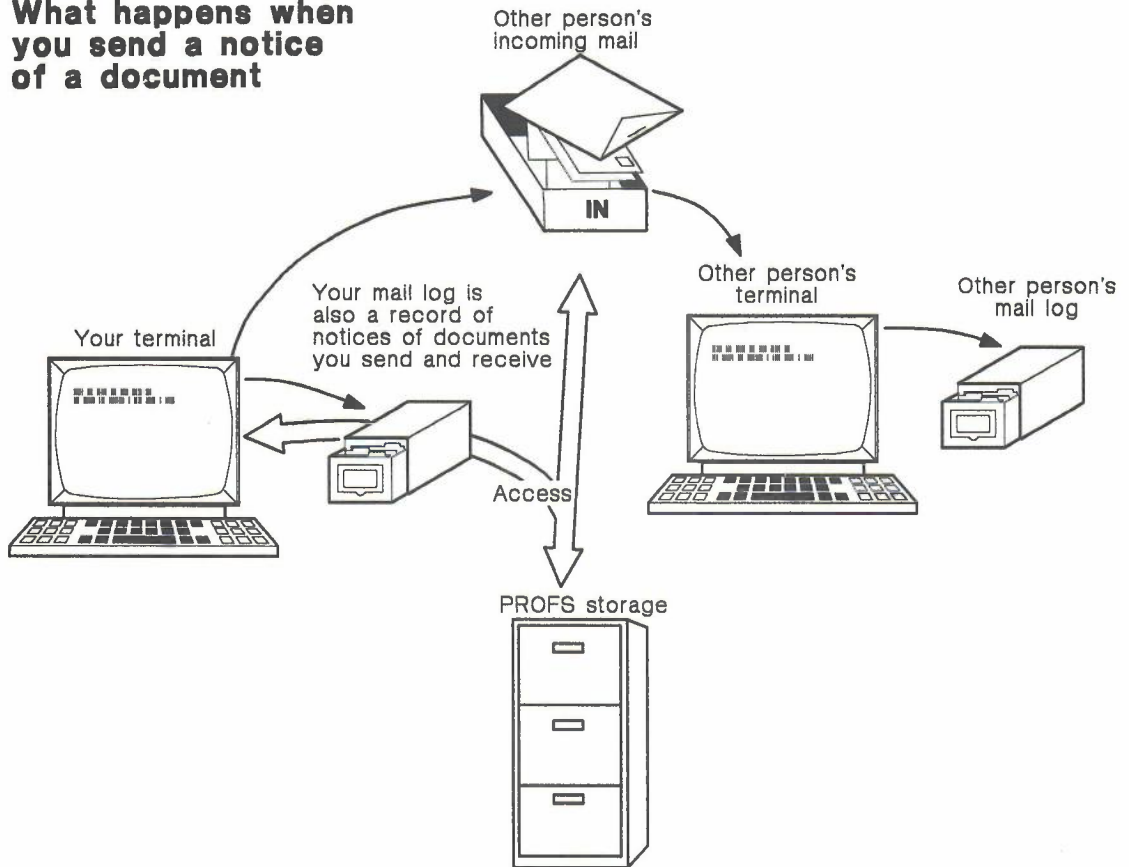 What happens when
you send a notice
of a document
Other person's
incoming mail
IN
Your mail log is
also a record of
notices of documents
you send and receive
Your terminal
Other person's
terminal
Other person's
mail log
Access
PROFS storage